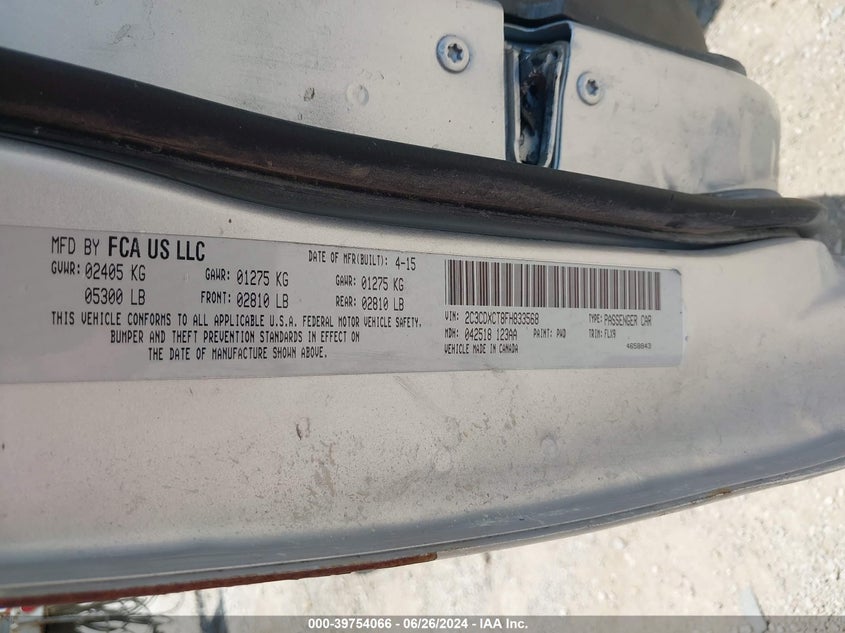 MFD BY FCA US LLC
DATE OF MFR(BUILT): 4-15
GVWR: 02405 KG GAWR: 01275 KG GAWR: 01275 KG
05300 LB FRONT: 02810 LB REAR: 02810 LB
THIS VEHICLE CONFORMS TO ALL APPLICABLE U.S.A. FEDERAL MOTOR VEHICLE SAFETY,
BUMPER AND THEFT PREVENTION STANDARDS IN EFFECT ON
THE DATE OF MANUFACTURE SHOWN ABOVE.
VIN: 2C3CDXCT8FH833568 TYPE: PASSENGER CAR
MDH: 042518 123AA PAINT: PWD TRIM: FLX9
VEHICLE MADE IN CANADA 4658843
000-39754066 - 06/26/2024 - IAA Inc.